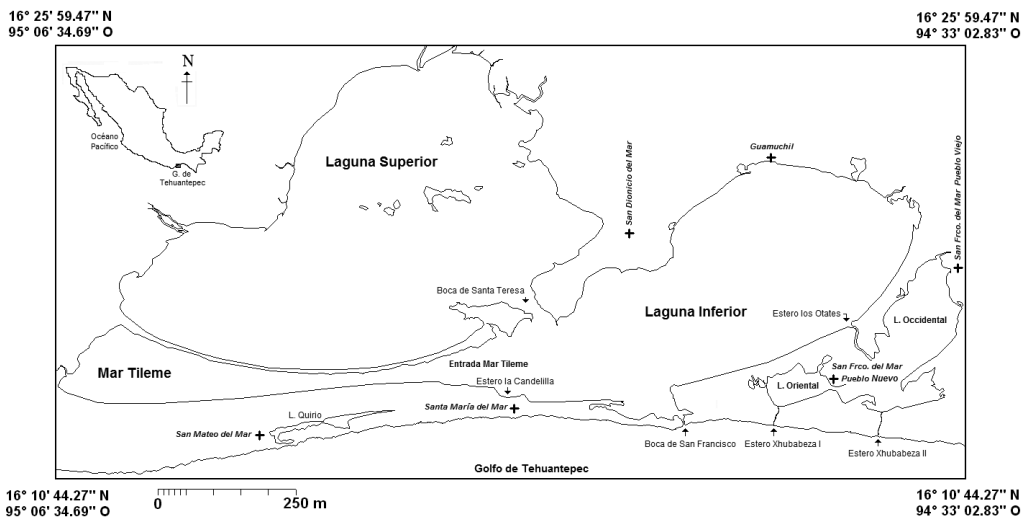 16° 25' 59.47'' N
95° 06' 34.69'' O
16° 25' 59.47'' N
94° 33' 02.83'' O
N
Océano
Pacífico
G. de
Tehuantepec
Laguna Superior
San Dionicio del Mar
Guamuchil
San Frco. del Mar Pueblo Viejo
Boca de Santa Teresa
Laguna Inferior
Estero los Otates
L. Occidental
Mar Tileme
Entrada Mar Tileme
San Frco. del Mar
Pueblo Nuevo
L. Oriental
Estero la Candelilla
Santa María del Mar
L. Quirio
San Mateo del Mar
Boca de San Francisco
Estero Xhubabeza I
Estero Xhubabeza II
Golfo de Tehuantepec
16° 10' 44.27'' N
95° 06' 34.69'' O
0
250 m
16° 10' 44.27'' N
94° 33' 02.83'' O